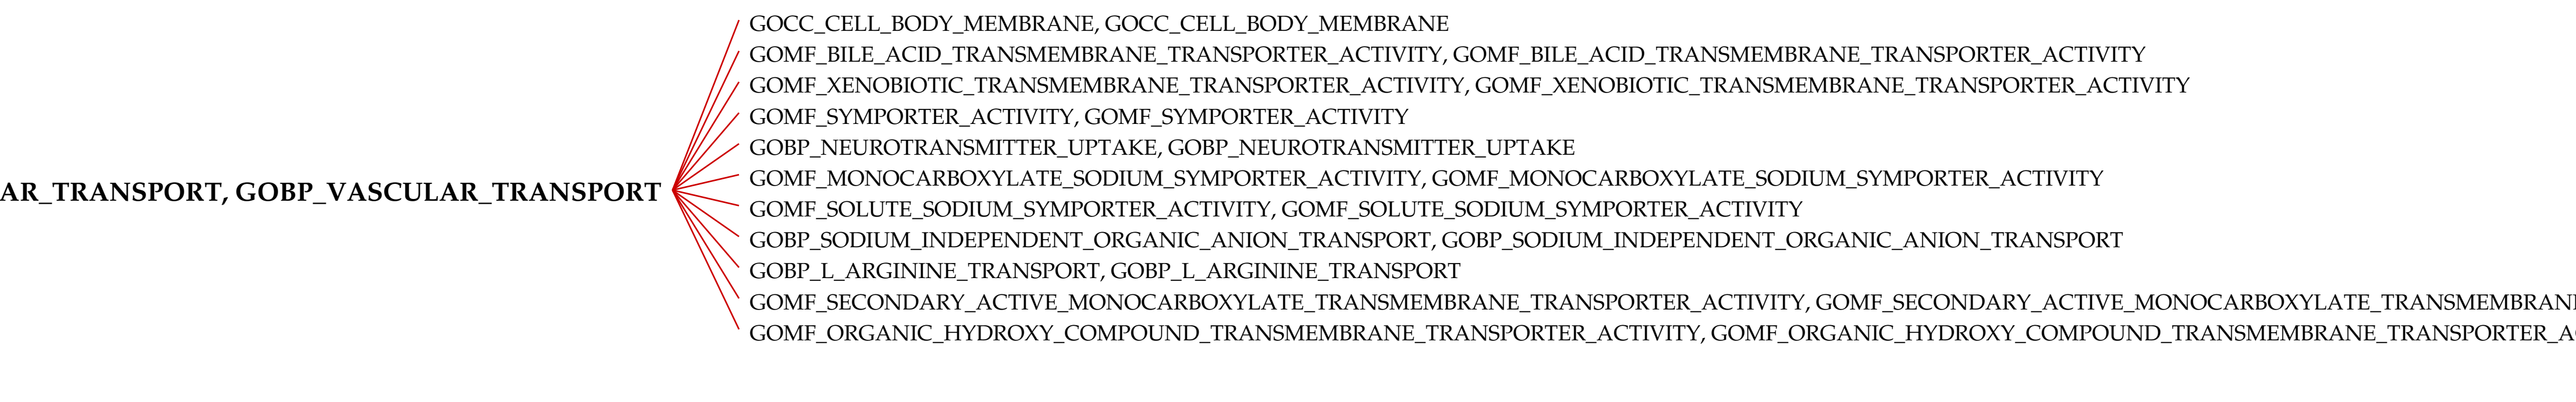 GOCC_CELL_BODY_MEMBRANE, GOCC_CELL_BODY_MEMBRANE
GOMF_BILE_ACID_TRANSMEMBRANE_TRANSPORTER_ACTIVITY, GOMF_BILE_ACID_TRANSMEMBRANE_TRANSPORTER_ACTIVITY
GOMF_XENOBIOTIC_TRANSMEMBRANE_TRANSPORTER_ACTIVITY, GOMF_XENOBIOTIC_TRANSMEMBRANE_TRANSPORTER_ACTIVITY
GOMF_SYMPORTER_ACTIVITY, GOMF_SYMPORTER_ACTIVITY
GOBP_NEUROTRANSMITTER_UPTAKE, GOBP_NEUROTRANSMITTER_UPTAKE
GOMF_MONOCARBOXYLATE_SODIUM_SYMPORTER_ACTIVITY, GOMF_MONOCARBOXYLATE_SODIUM_SYMPORTER_ACTIVITY
AR_TRANSPORT, GOBP_VASCULAR_TRANSPORT
GOMF_SOLUTE_SODIUM_SYMPORTER_ACTIVITY, GOMF_SOLUTE_SODIUM_SYMPORTER_ACTIVITY
GOBP_SODIUM_INDEPENDENT_ORGANIC_ANION_TRANSPORT, GOBP_SODIUM_INDEPENDENT_ORGANIC_ANION_TRANSPORT
GOBP_L_ARGININE_TRANSPORT, GOBP_L_ARGININE_TRANSPORT
GOMF_SECONDARY_ACTIVE_MONOCARBOXYLATE_TRANSMEMBRANE_TRANSPORTER_ACTIVITY, GOMF_SECONDARY_ACTIVE_MONOCARBOXYLATE_TRANSMEMBRAN
GOMF_ORGANIC_HYDROXY_COMPOUND_TRANSMEMBRANE_TRANSPORTER_ACTIVITY, GOMF_ORGANIC_HYDROXY_COMPOUND_TRANSMEMBRANE_TRANSPORTER_A